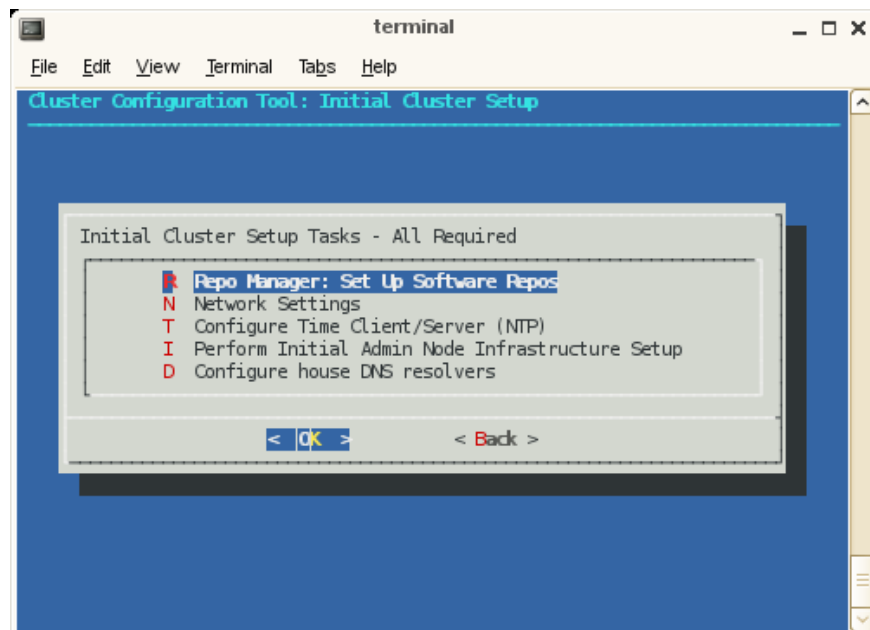 terminal
File Edit View Terminal Tabs Help
Cluster Configuration Tool: Initial Cluster Setup
Initial Cluster Setup Tasks - All Required
R Repo Manager: Set Up Software Repos
N Network Settings
T Configure Time Client/Server (NTP)
I Perform Initial Admin Node Infrastructure Setup
D Configure house DNS resolvers
< OK > < Back >